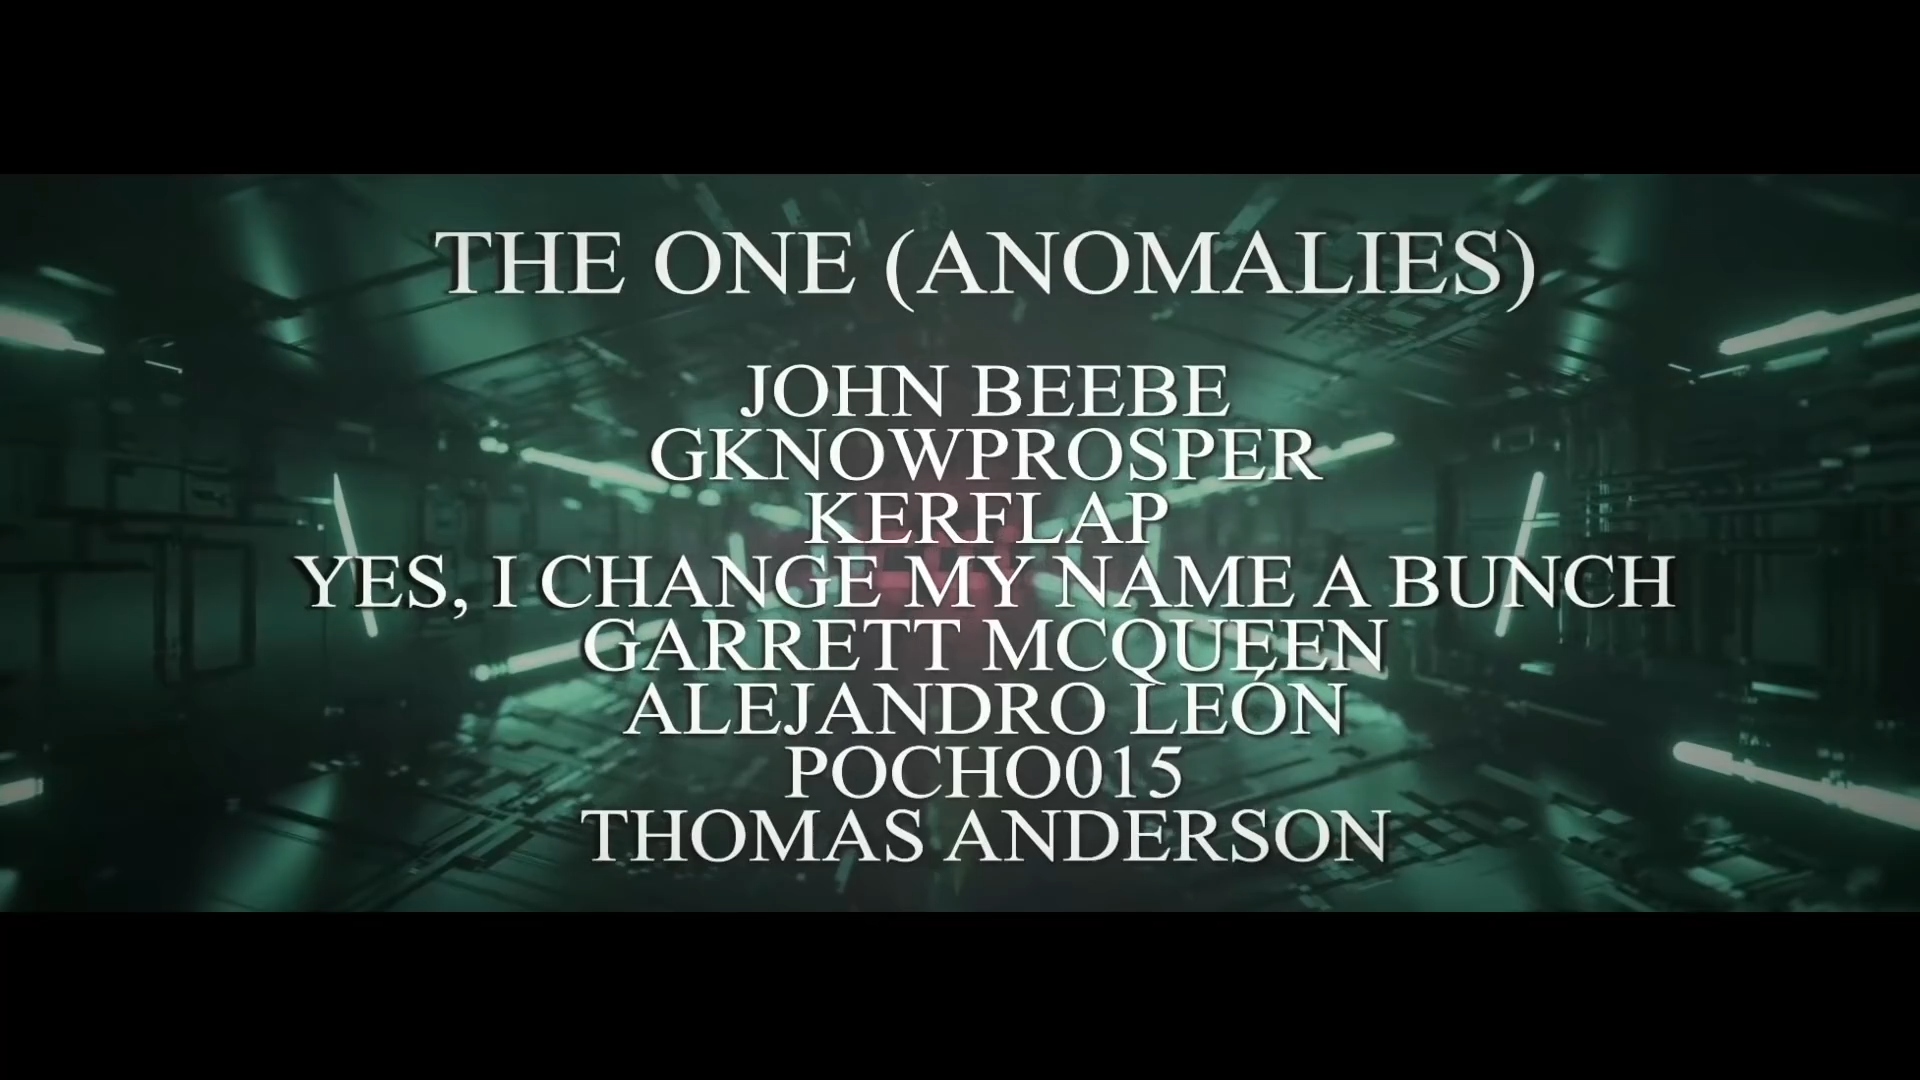 THE ONE (ANOMALIES)
JOHN BEEBE
GKNOWPROSPER
KERFLAP
YES, I CHANGE MY NAME A BUNCH
GARRETT MCQUEEN
ALEJANDRO LEÓN
POCHO015
THOMAS ANDERSON